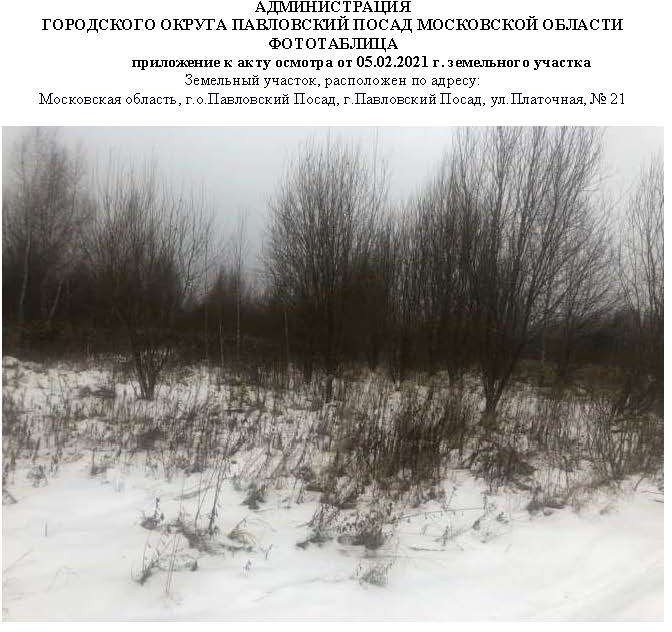 АДМИНИСТРАЦИЯ
ГОРОДСКОГО ОКРУГА ПАВЛОВСКИЙ ПОСАД МОСКОВСКОЙ ОБЛАСТИ
ФОТОТАБЛИЦА
приложение к акту осмотра от 05.02.2021 г. земельного участка
Земельный участок, расположен по адресу:
Московская область, г.о.Павловский Посад, г.Павловский Посад, ул.Платочная, № 21